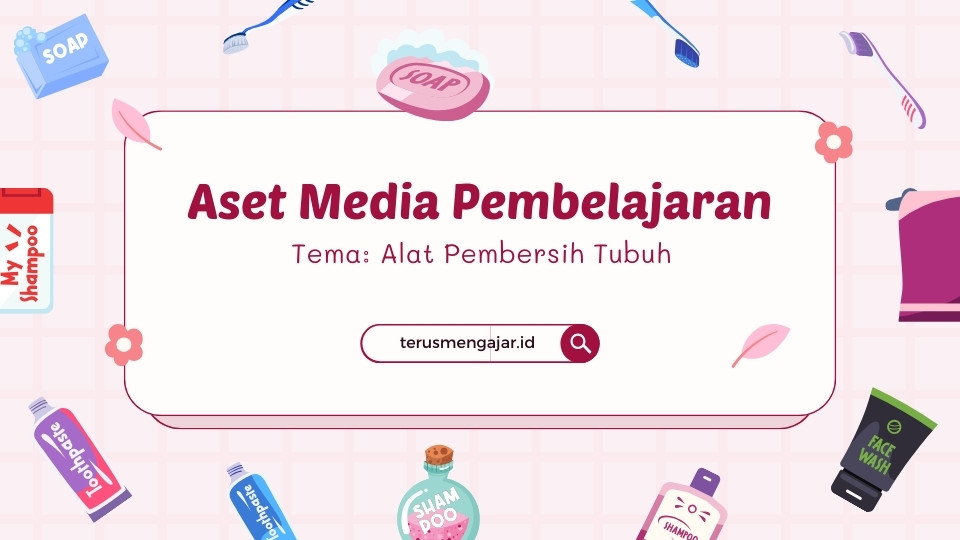 SOAP
SOAP
Aset Media Pembelajaran
Tema: Alat Pembersih Tubuh
My
Shampoo
terusmengajar.id
Toothpaste
Toothpaste
SHAM
POO
SHAMPOO
FACE
WASH